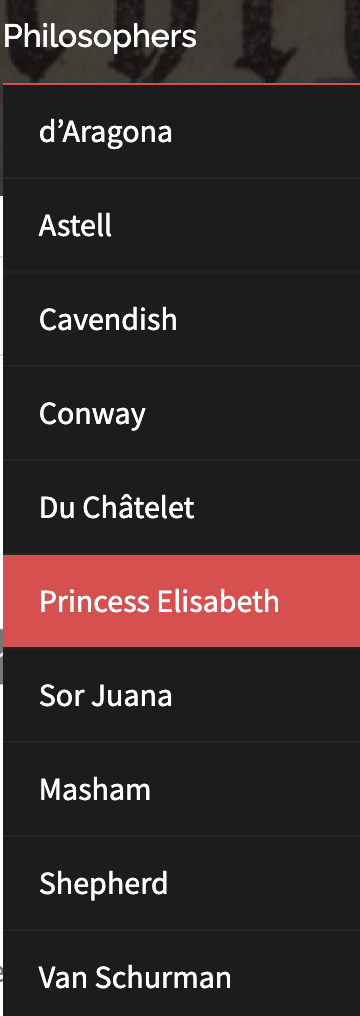 Philosophers
d’Aragona
Astell
Cavendish
Conway
Du Châtelet
Princess Elisabeth
Sor Juana
Masham
Shepherd
Van Schurman